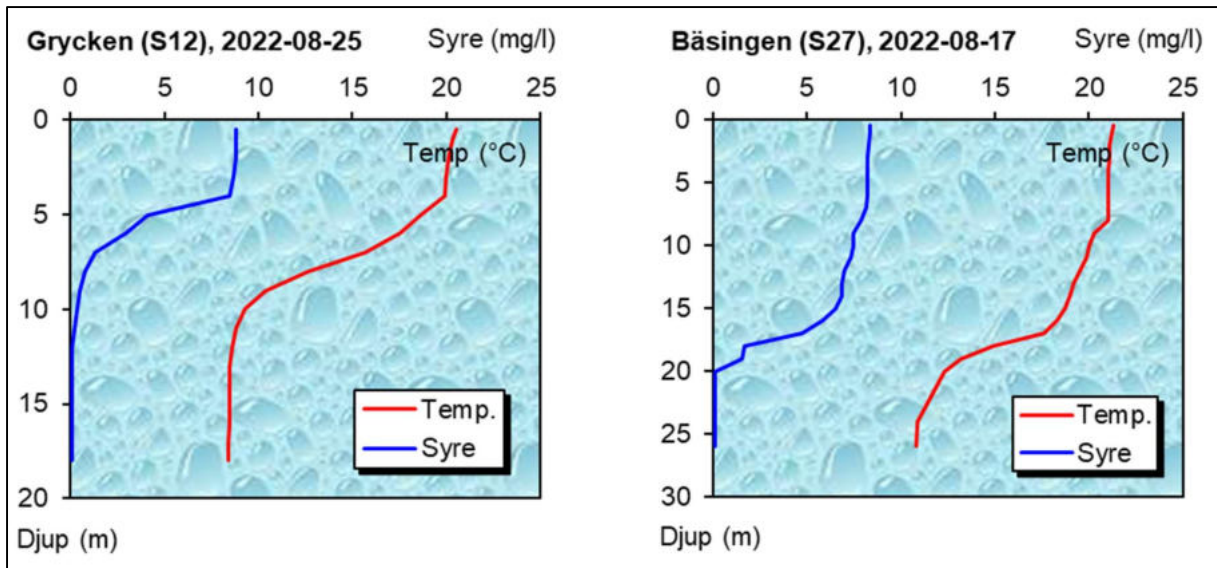 Grycken (S12), 2022-08-25 Syre (mg/l)
0 5 10 15 20 25
Temp (°C)
0
5
10
15
20
Temp.
Syre
Djup (m)
Bäsingen (S27), 2022-08-17 Syre (mg/l)
0 5 10 15 20 25
Temp (°C)
0
5
10
15
20
25
30
Temp.
Syre
Djup (m)